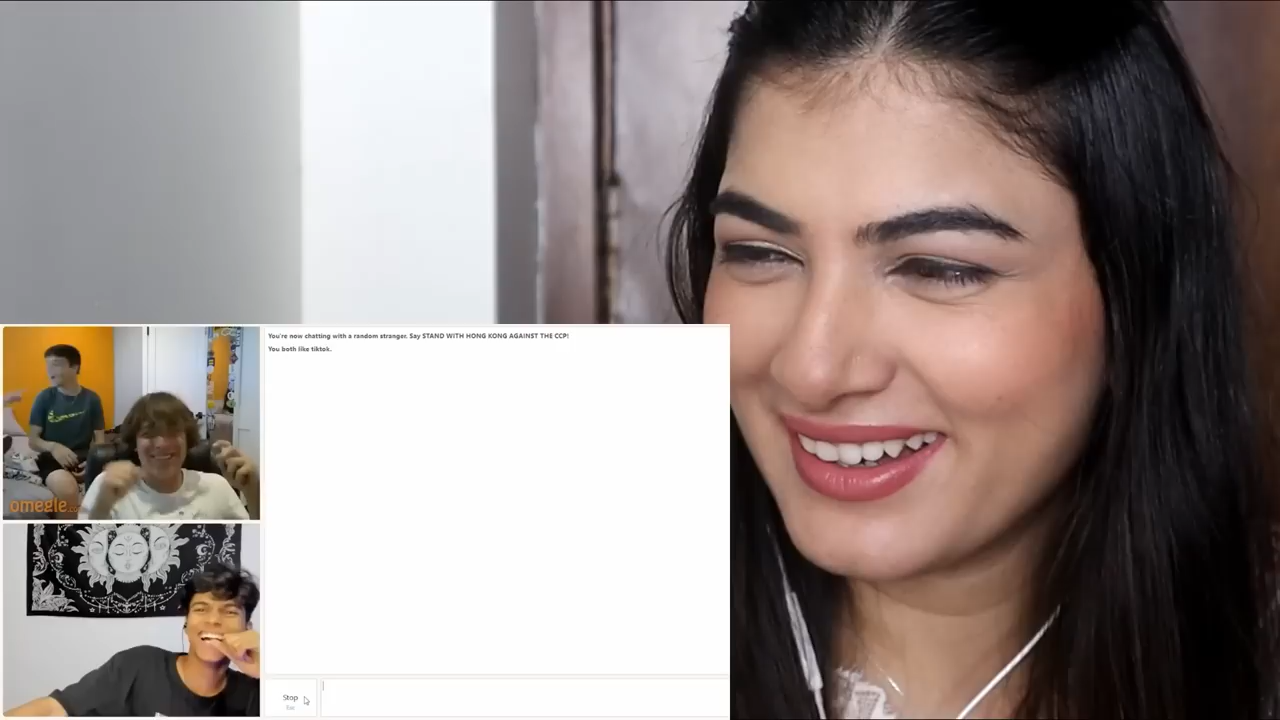 You're now chatting with a random stranger. Say STAND WITH HONG KONG AGAINST THE CCP!
You both like tiktok.
omegle
Stop
Esc